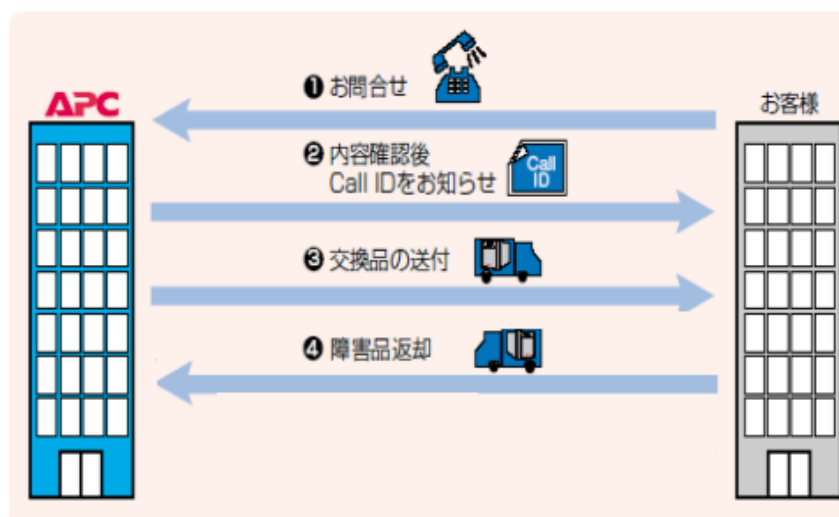 APC
お客様
❶ お問合せ
❷ 内容確認後
Call IDをお知らせ
Call
ID
❸ 交換品の送付
❹ 障害品返却